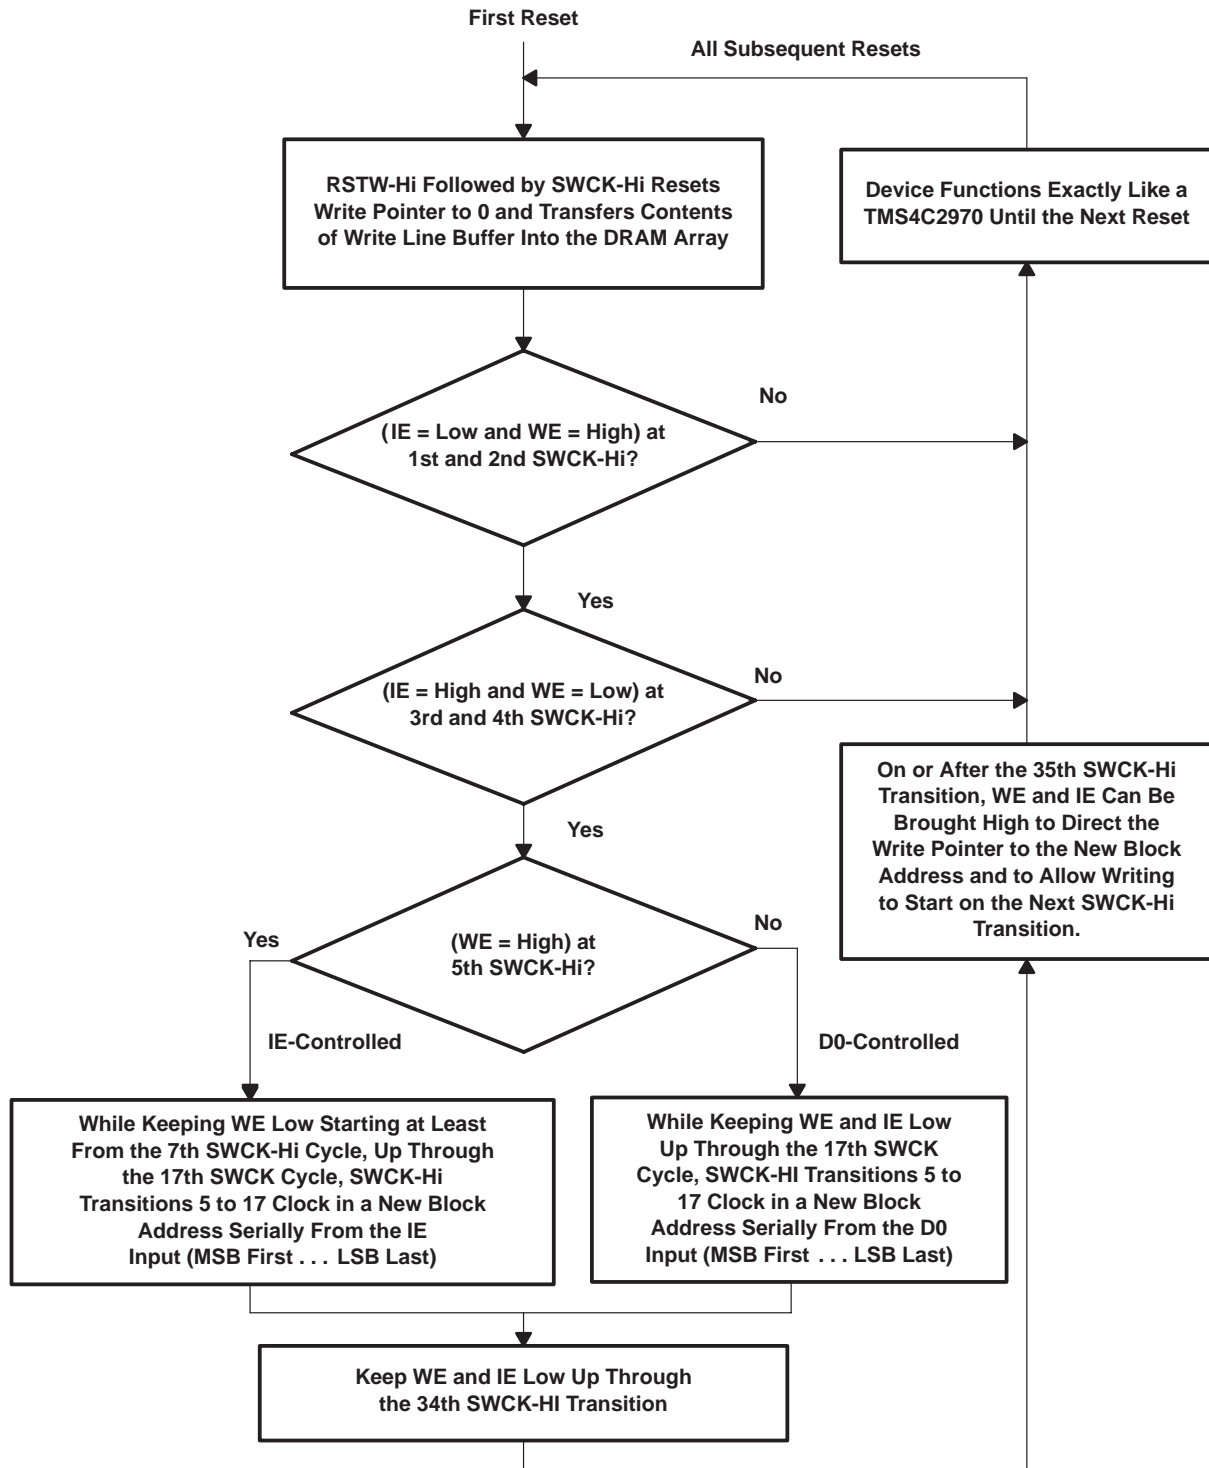 First Reset
All Subsequent Resets
RSTW-Hi Followed by SWCK-Hi Resets
Write Pointer to 0 and Transfers Contents
of Write Line Buffer Into the DRAM Array
Device Functions Exactly Like a
TMS4C2970 Until the Next Reset
No
(IE = Low and WE = High) at
1st and 2nd SWCK-Hi?
Yes
No
(IE = High and WE = Low) at
3rd and 4th SWCK-Hi?
Yes
On or After the 35th SWCK-Hi
Transition, WE and IE Can Be
Brought High to Direct the
Write Pointer to the New Block
Address and to Allow Writing
to Start on the Next SWCK-Hi
Transition.
Yes
No
(WE = High) at
5th SWCK-Hi?
IE-Controlled
D0-Controlled
While Keeping WE Low Starting at Least
From the 7th SWCK-Hi Cycle, Up Through
the 17th SWCK Cycle, SWCK-Hi
Transitions 5 to 17 Clock in a New Block
Address Serially From the IE
Input (MSB First . . . LSB Last)
While Keeping WE and IE Low
Up Through the 17th SWCK
Cycle, SWCK-HI Transitions 5 to
17 Clock in a New Block
Address Serially From the D0
Input (MSB First . . . LSB Last)
Keep WE and IE Low Up Through
the 34th SWCK-HI Transition